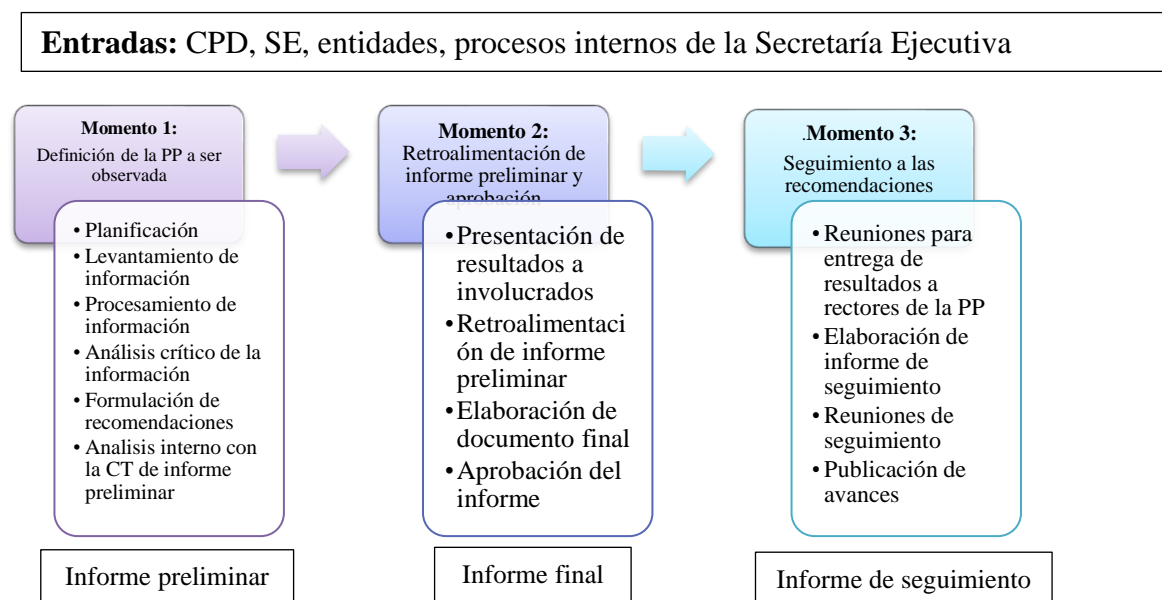 Entradas: CPD, SE, entidades, procesos internos de la Secretaría Ejecutiva
Momento 1:
Definición de la PP a ser
observada
• Planificación
• Levantamiento de
información
• Procesamiento de
información
• Análisis crítico de la
información
• Formulación de
recomendaciones
• Analisis interno con
la CT de informe
preliminar
Informe preliminar
Momento 2:
Retroalimentación de
informe preliminar y
aprobación
•Presentación de
resultados a
involucrados
•Retroalimentaci
ón de informe
preliminar
•Elaboración de
documento final
•Aprobación del
informe
Informe final
.Momento 3:
Seguimiento a las
recomendaciones
•Reuniones para
entrega de
resultados a
rectores de la PP
•Elaboración de
informe de
seguimiento
•Reuniones de
seguimiento
•Publicación de
avances
Informe de seguimiento